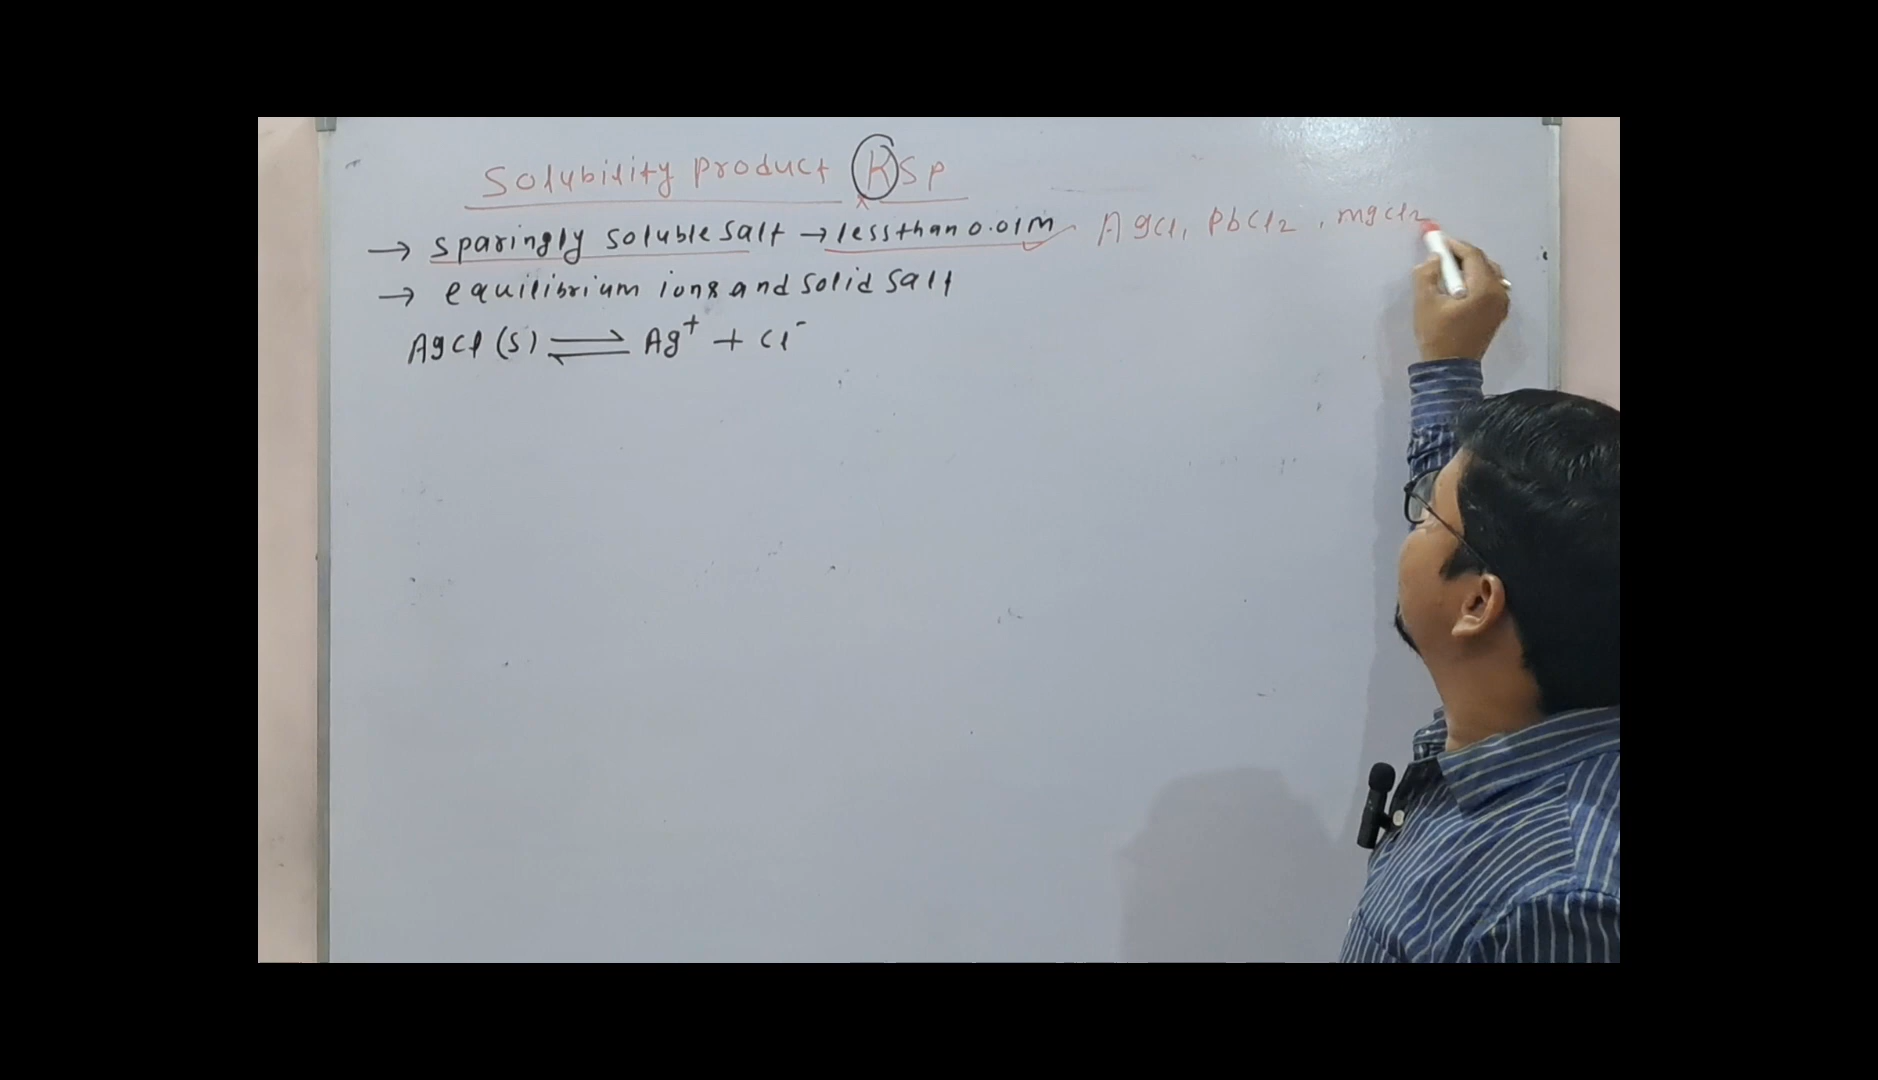 Solubility product Ksp
→ sparingly soluble salt → less than 0.01M AgCl, PbCl2, mgcl2
→ equilibrium ions and solid salt
AgCl (s) ⇌ Ag+ + Cl-